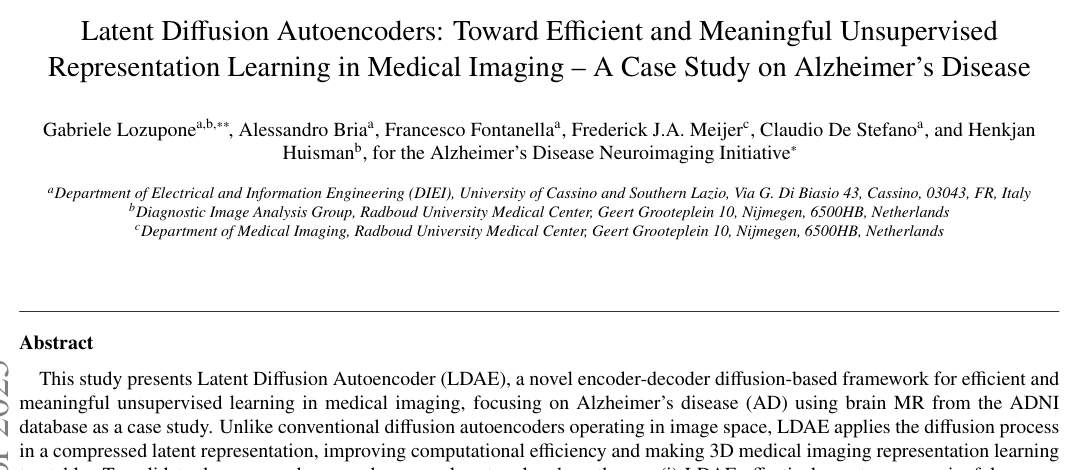 Latent Diffusion Autoencoders: Toward Efficient and Meaningful Unsupervised
Representation Learning in Medical Imaging – A Case Study on Alzheimer's Disease
Gabriele Lozupone^a,b,**, Alessandro Bria^a, Francesco Fontanella^a, Frederick J.A. Meijer^c, Claudio De Stefano^a, and Henkjan
Huisman^b, for the Alzheimer's Disease Neuroimaging Initiative*
^aDepartment of Electrical and Information Engineering (DIEI), University of Cassino and Southern Lazio, Via G. Di Biasio 43, Cassino, 03043, FR, Italy
^bDiagnostic Image Analysis Group, Radboud University Medical Center, Geert Grooteplein 10, Nijmegen, 6500HB, Netherlands
^cDepartment of Medical Imaging, Radboud University Medical Center, Geert Grooteplein 10, Nijmegen, 6500HB, Netherlands
Abstract
This study presents Latent Diffusion Autoencoder (LDAE), a novel encoder-decoder diffusion-based framework for efficient and
meaningful unsupervised learning in medical imaging, focusing on Alzheimer's disease (AD) using brain MR from the ADNI
database as a case study. Unlike conventional diffusion autoencoders operating in image space, LDAE applies the diffusion process
in a compressed latent representation, improving computational efficiency and making 3D medical imaging representation learning